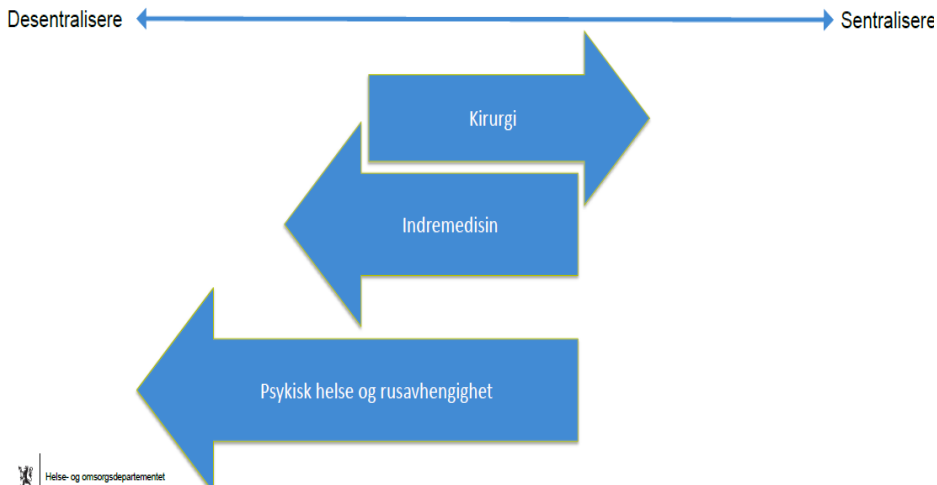 Desentralisere
Sentralisere
Kirurgi
Indremedisin
Psykisk helse og rusavhengighet
Helse- og omsorgsdepartementet